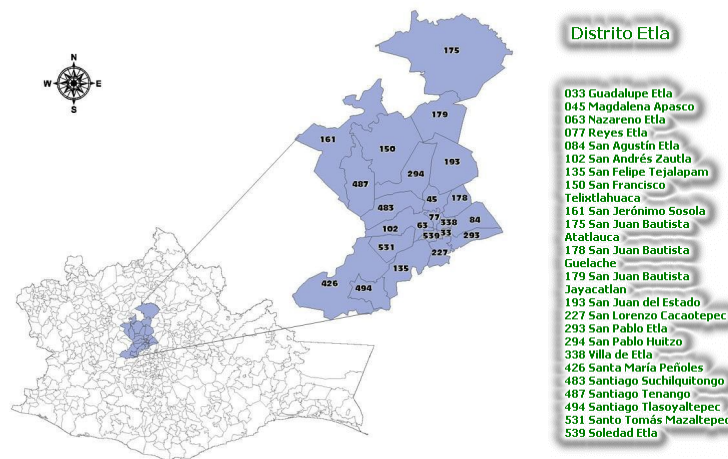 N
W E
S
175
179
161
150
193
294
487
45
178
483
77
84
63
338
102
33
539
293
531
227
135
426
494
Distrito Etla
033 Guadalupe Etla
045 Magdalena Apasco
063 Nazareno Etla
077 Reyes Etla
084 San Agustín Etla
102 San Andrés Zautla
135 San Felipe Tejalapam
150 San Francisco
Telixtlahuaca
161 San Jerónimo Sosola
175 San Juan Bautista
Atatlauca
178 San Juan Bautista
Guelache
179 San Juan Bautista
Jayacatlan
193 San Juan del Estado
227 San Lorenzo Cacaotepec
293 San Pablo Etla
294 San Pablo Huitzo
338 Villa de Etla
426 Santa María Peñoles
483 Santiago Suchilquitongo
487 Santiago Tenango
494 Santiago Tlasoyaltepec
531 Santo Tomás Mazaltepec
539 Soledad Etla